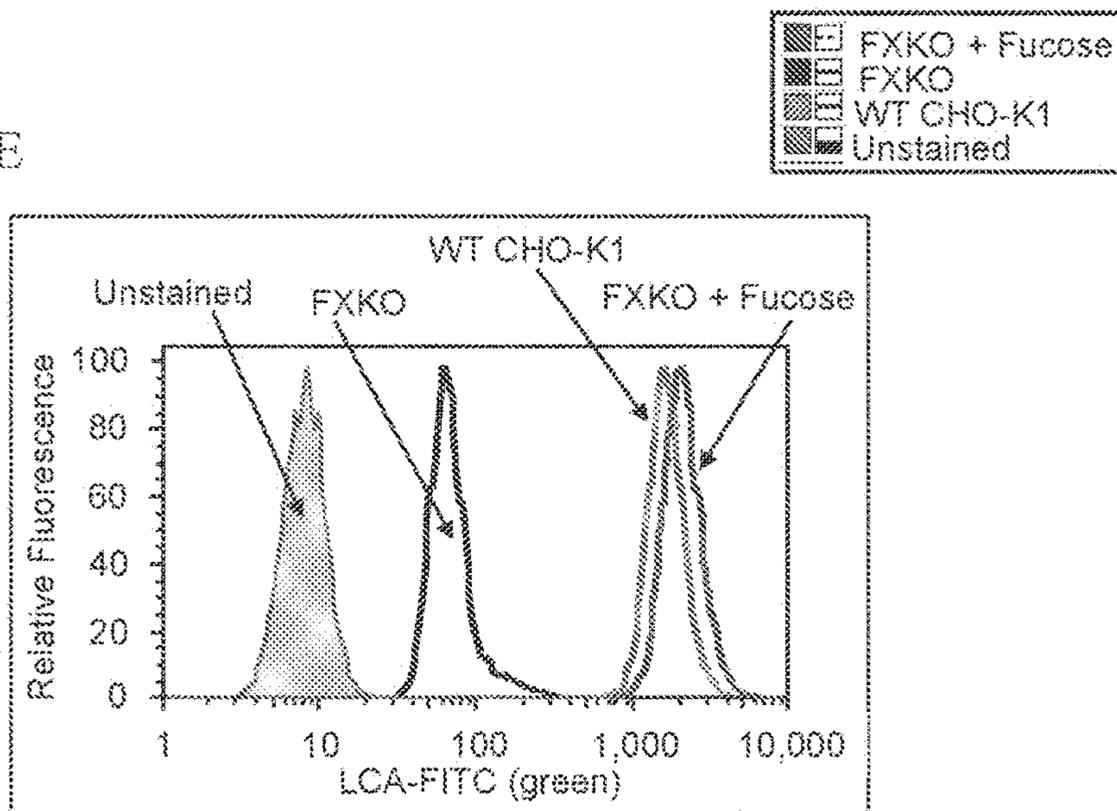 FXKO + Fucose
FXKO
WT CHO-K1
Unstained
E
WT CHO-K1
Unstained
FXKO
FXKO + Fucose
Relative Fluorescence
100
80
60
40
20
0
1 10 100 1,000 10,000
LCA-FITC (green)